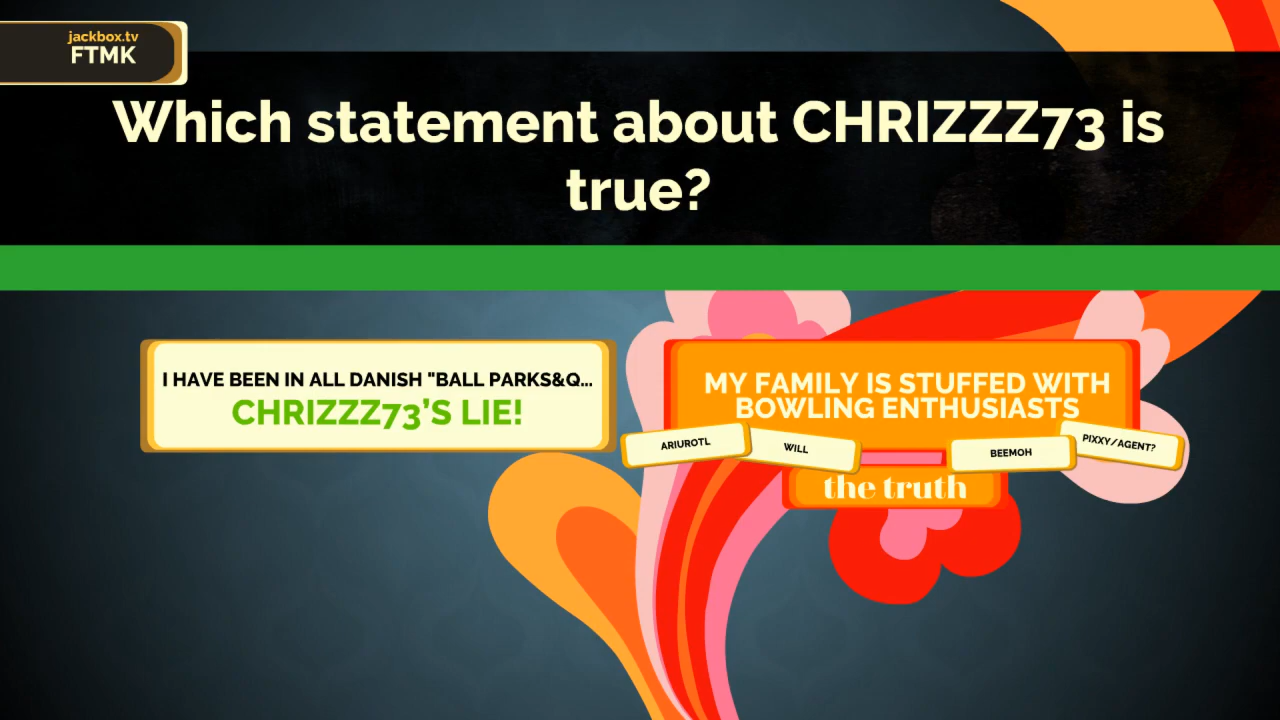 jackbox.tv
FTMK
Which statement about CHRIZZZ73 is
true?
I HAVE BEEN IN ALL DANISH "BALL PARKS&Q...
CHRIZZZ73'S LIE!
MY FAMILY IS STUFFED WITH
BOWLING ENTHUSIASTS
ARIUROTL
WILL
BEEMOH
PIXXY/AGENT?
the truth